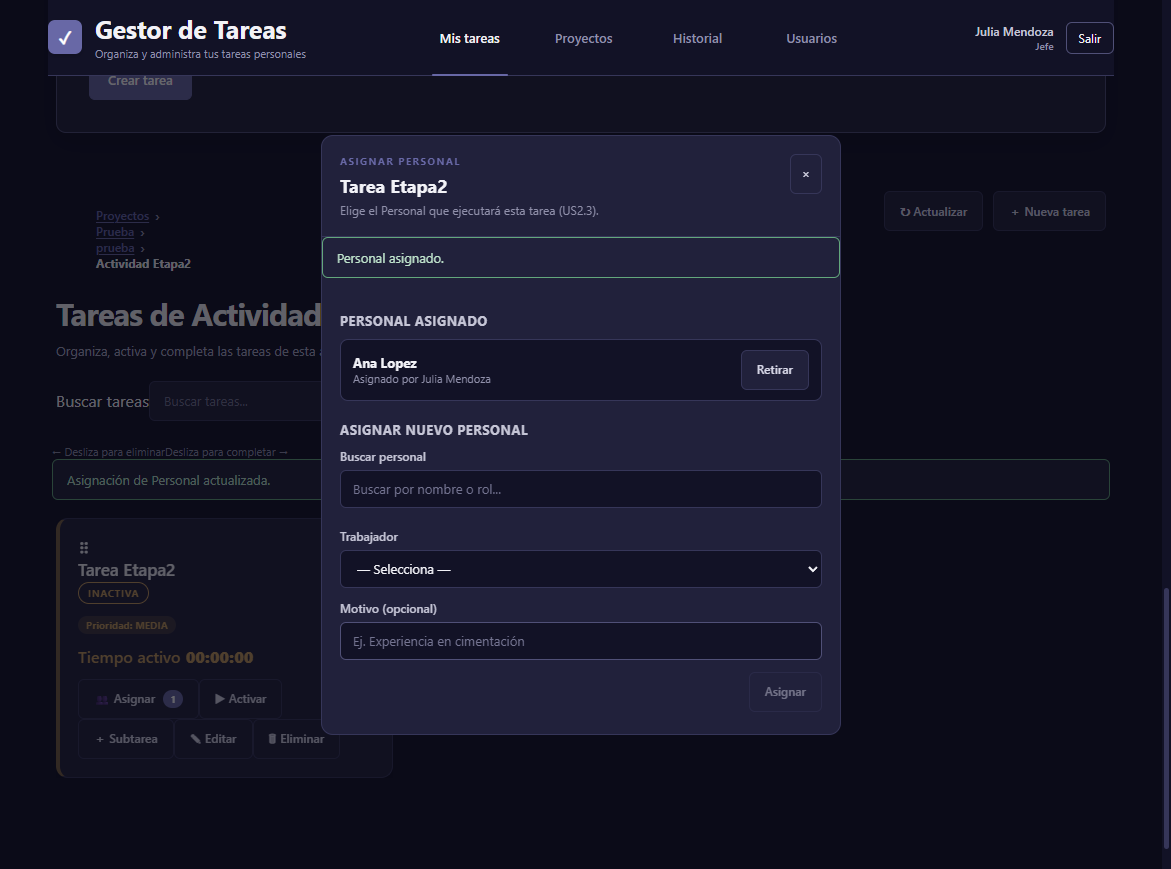 ✓
Gestor de Tareas
Organiza y administra tus tareas personales
Mis tareas
Proyectos
Historial
Usuarios
Julia Mendoza
Jefe
Salir
Crear tarea
Proyectos ›
Prueba ›
prueba ›
Actividad Etapa2
↻ Actualizar
+ Nueva tarea
Tareas de Actividad
Organiza, activa y completa las tareas de esta a
Buscar tareas
Buscar tareas...
← Desliza para eliminarDesliza para completar →
Asignación de Personal actualizada.
Tarea Etapa2
INACTIVA
Prioridad: MEDIA
Tiempo activo 00:00:00
Asignar 1
▶ Activar
+ Subtarea
Editar
Eliminar
ASIGNAR PERSONAL
Tarea Etapa2
Elige el Personal que ejecutará esta tarea (US2.3).
×
Personal asignado.
PERSONAL ASIGNADO
Ana Lopez
Asignado por Julia Mendoza
Retirar
ASIGNAR NUEVO PERSONAL
Buscar personal
Buscar por nombre o rol...
Trabajador
— Selecciona —
Motivo (opcional)
Ej. Experiencia en cimentación
Asignar